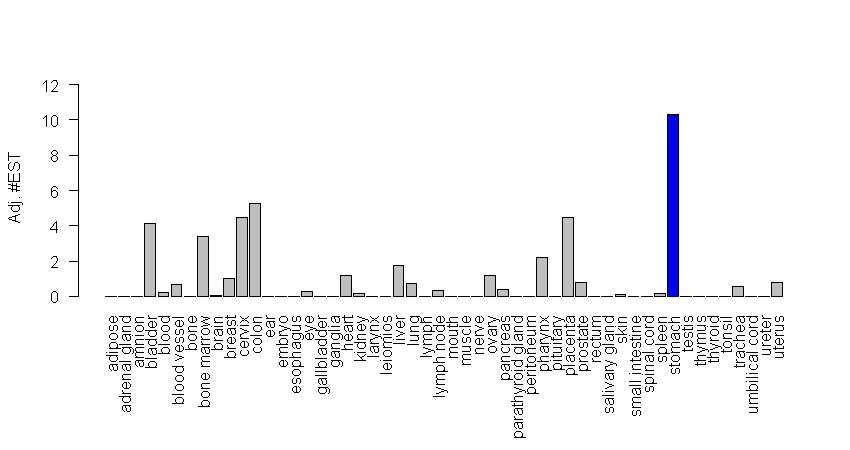 Adj. #EST
12
10
8
6
4
2
0
adipose
adrenal gland
amnion
bladder
blood
blood vessel
bone
bone marrow
brain
breast
cervix
colon
ear
embryo
esophagus
eye
gallbladder
ganglia
heart
kidney
larynx
leiomios
liver
lung
lymph
lymph node
mouth
muscle
nerve
ovary
pancreas
parathyroid gland
peritoneum
pharynx
pituitary
placenta
prostate
rectum
salivary gland
skin
small intestine
spinal cord
spleen
stomach
testis
thymus
thyroid
tonsil
trachea
umbilical cord
ureter
uterus